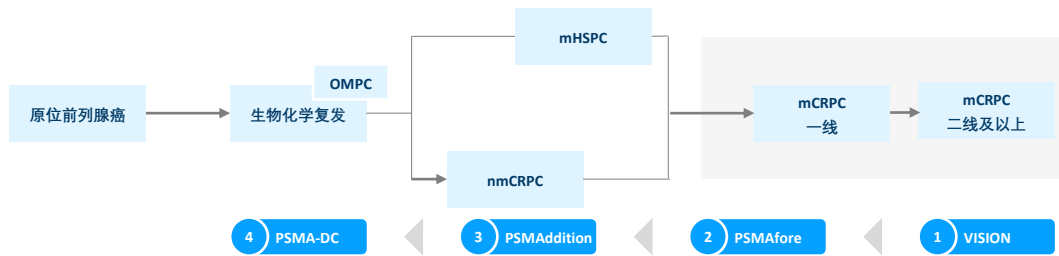 mHSPC
OMPC
原位前列腺癌
生物化学复发
mCRPC
一线
mCRPC
二线及以上
nmCRPC
4 PSMA-DC
3 PSMAddition
2 PSMAfore
1 VISION